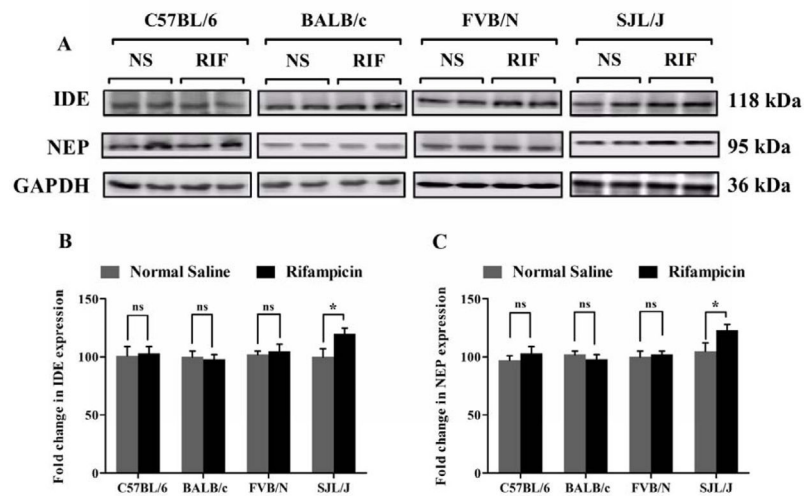 C57BL/6 BALB/c FVB/N SJL/J
A
NS RIF NS RIF NS RIF NS RIF
IDE 118 kDa
NEP 95 kDa
GAPDH 36 kDa
B
Normal Saline Rifampicin
Fold change in IDE expression
150
100
50
0
ns ns ns *
C57BL/6 BALB/c FVB/N SJL/J
C
Normal Saline Rifampicin
Fold change in NEP expression
150
100
50
0
ns ns ns *
C57BL/6 BALB/c FVB/N SJL/J